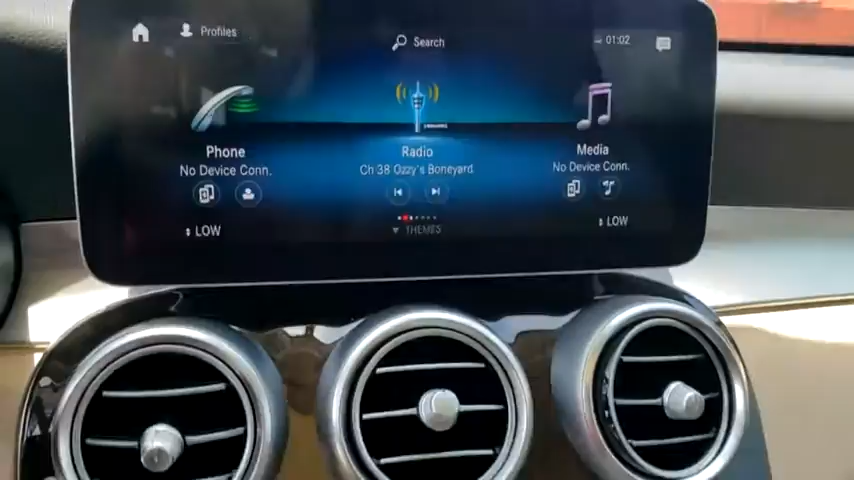 Profiles
Search
01:02
Phone
No Device Conn.
Radio
Ch 38 Ozzy's Boneyard
Media
No Device Conn.
LOW
THEMES
LOW